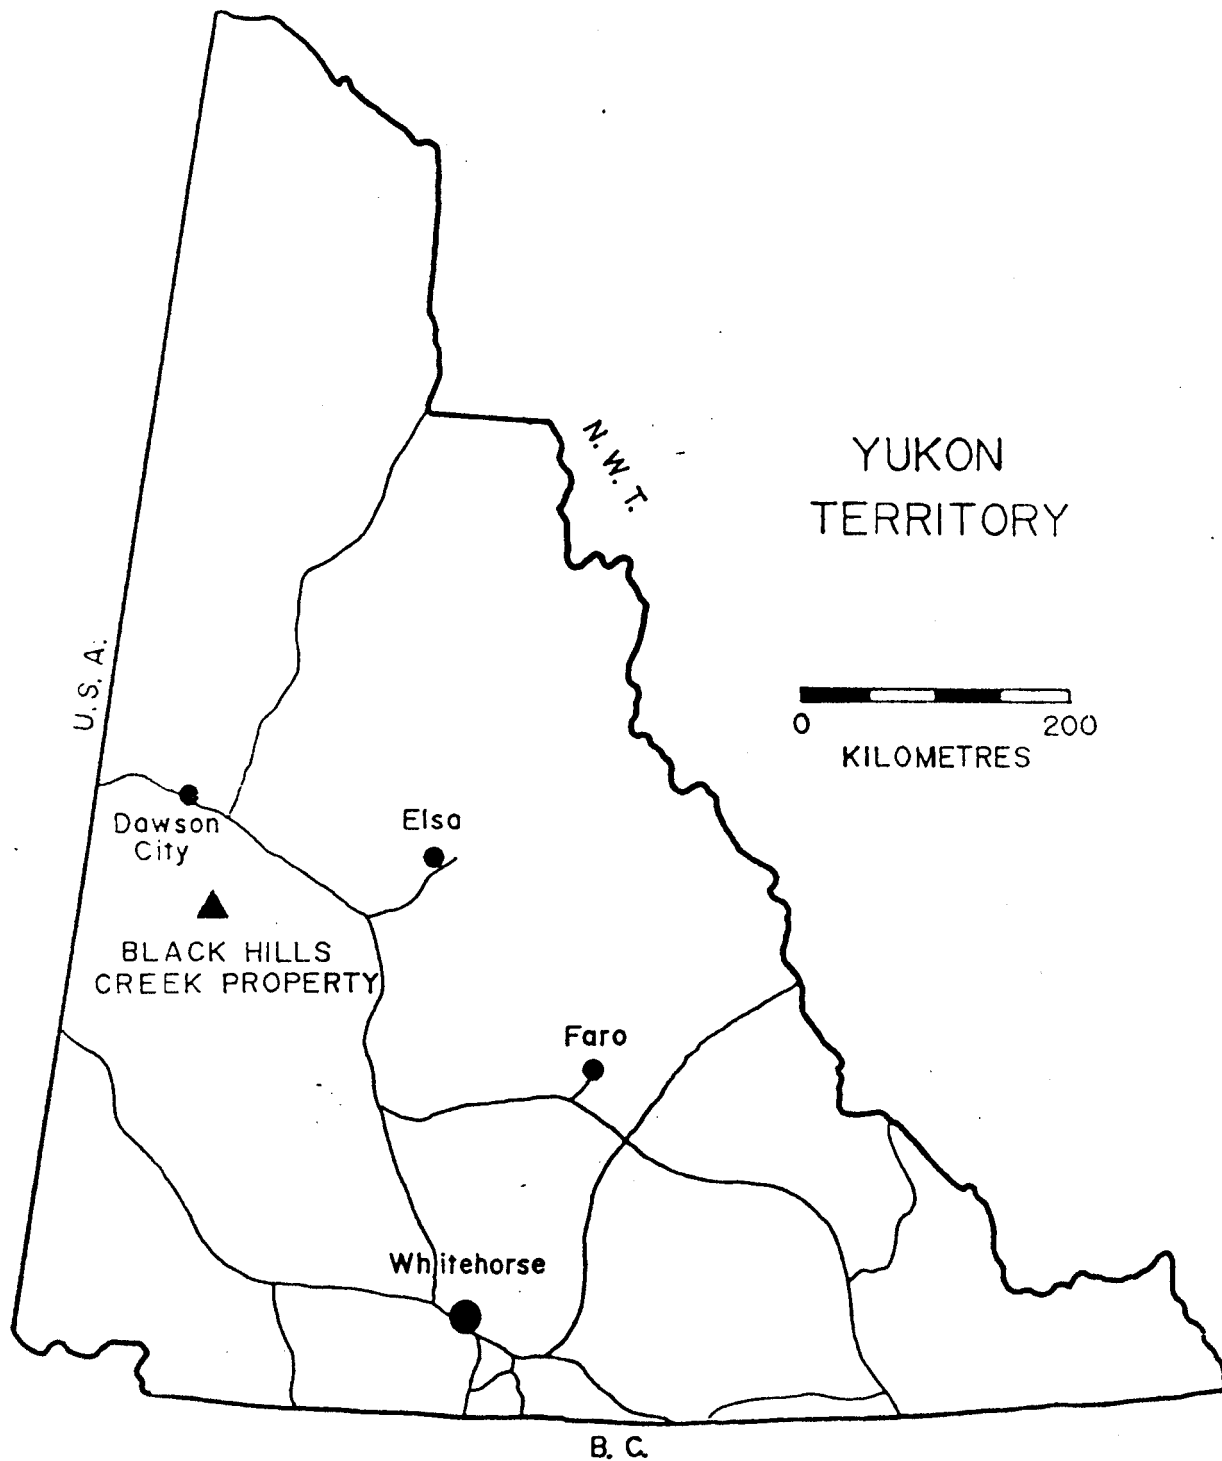 N. W. T.
YUKON
TERRITORY
U. S. A.
0 200
KILOMETRES
Dawson
City
Elsa
BLACK HILLS
CREEK PROPERTY
Faro
Whitehorse
B. C.